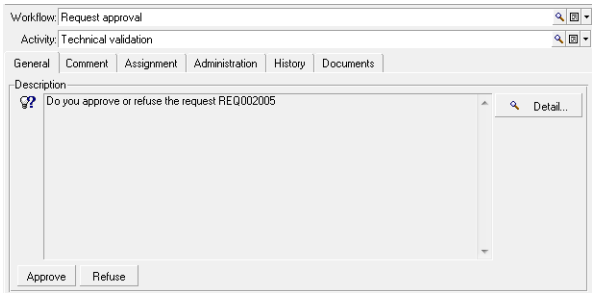 Workflow: Request approval
Activity: Technical validation
General Comment Assignment Administration History Documents
Description
Do you approve or refuse the request REQ002005
Detail...
Approve Refuse